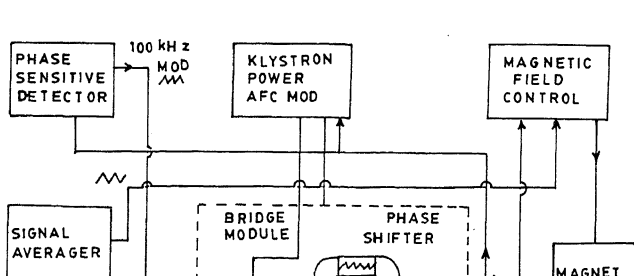 PHASE
SENSITIVE
DETECTOR
100 kHz
MOD
KLYSTRON
POWER
AFC MOD
MAGNETIC
FIELD
CONTROL
SIGNAL
AVERAGER
BRIDGE
MODULE
PHASE
SHIFTER
MAGNET